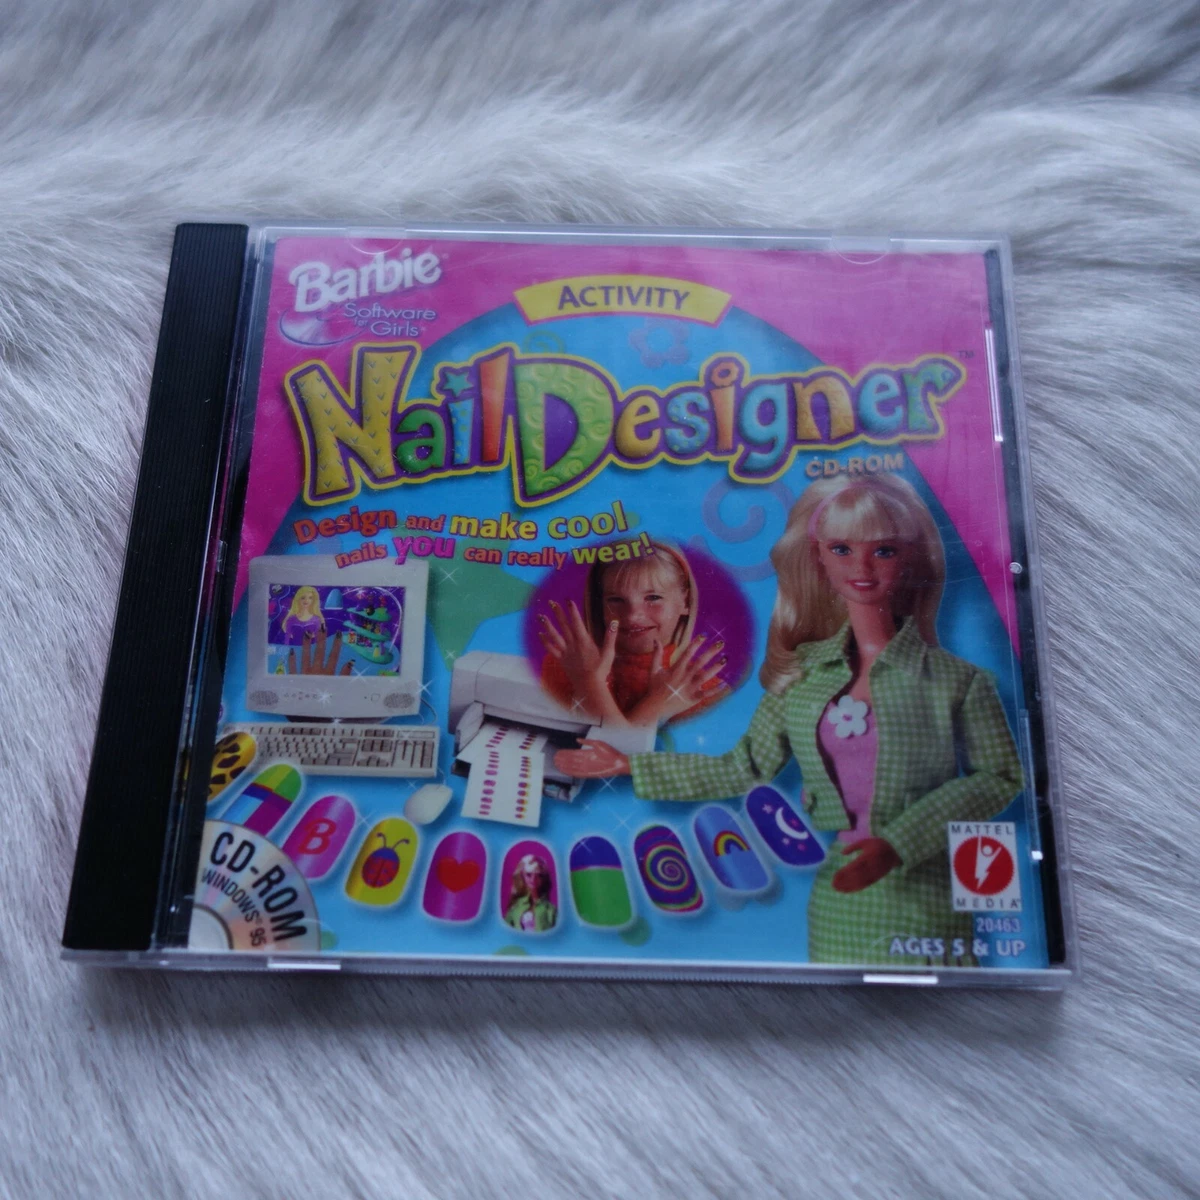 Barbie
Software
for Girls
ACTIVITY
Nail Designer™
CD-ROM
Design and make cool
nails you can really wear!
B
CD-ROM
WINDOWS® 95
MATTEL
MEDIA®
20463
AGES 5 & UP